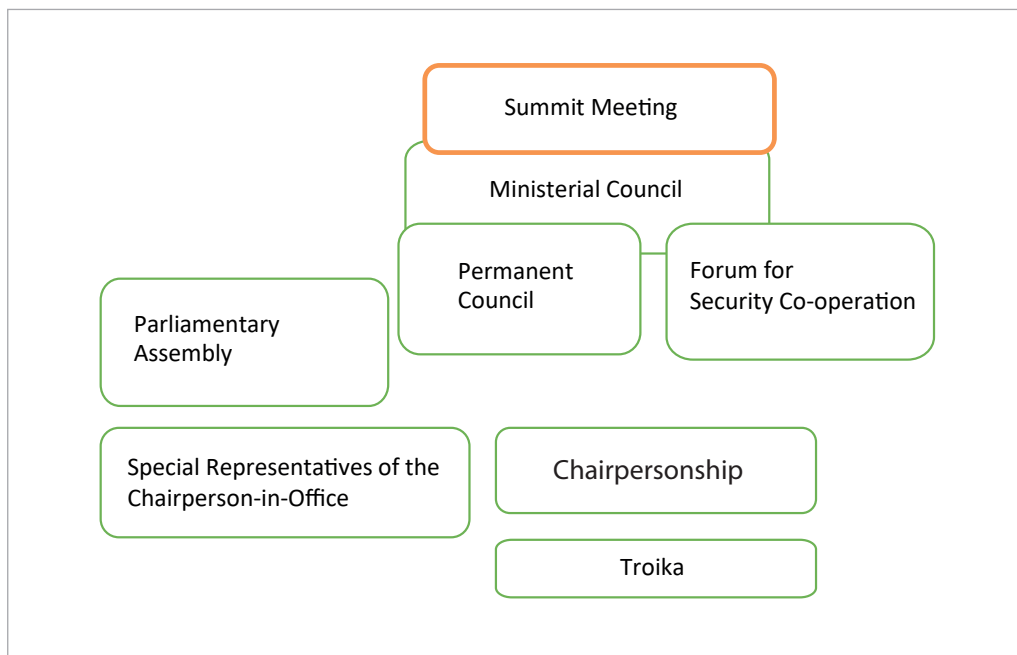 Summit Meeting
Ministerial Council
Permanent
Council
Forum for
Security Co-operation
Parliamentary
Assembly
Special Representatives of the
Chairperson-in-Office
Chairpersonship
Troika